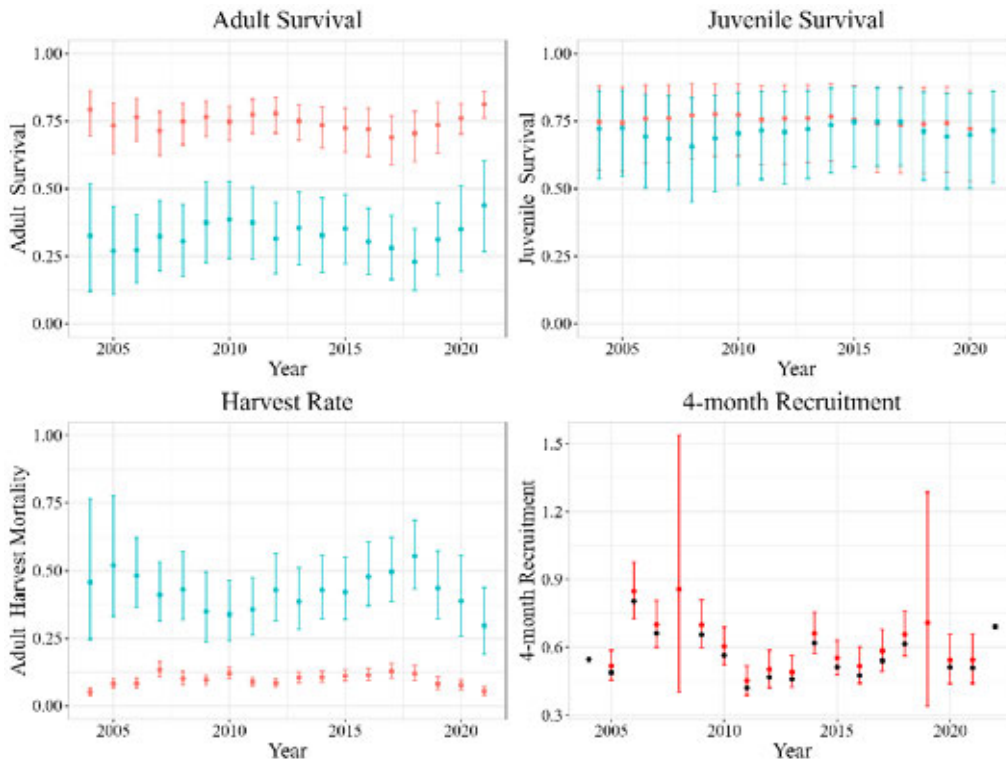 Adult Survival
Adult Survival
1.00
0.75
0.50
0.25
0.00
2005 2010 2015 2020
Year
Juvenile Survival
Juvenile Survival
1.00
0.75
0.50
0.25
0.00
2005 2010 2015 2020
Year
Harvest Rate
Adult Harvest Mortality
1.00
0.75
0.50
0.25
0.00
2005 2010 2015 2020
Year
4-month Recruitment
4-month Recruitment
1.5
1.2
0.9
0.6
0.3
2005 2010 2015 2020
Year